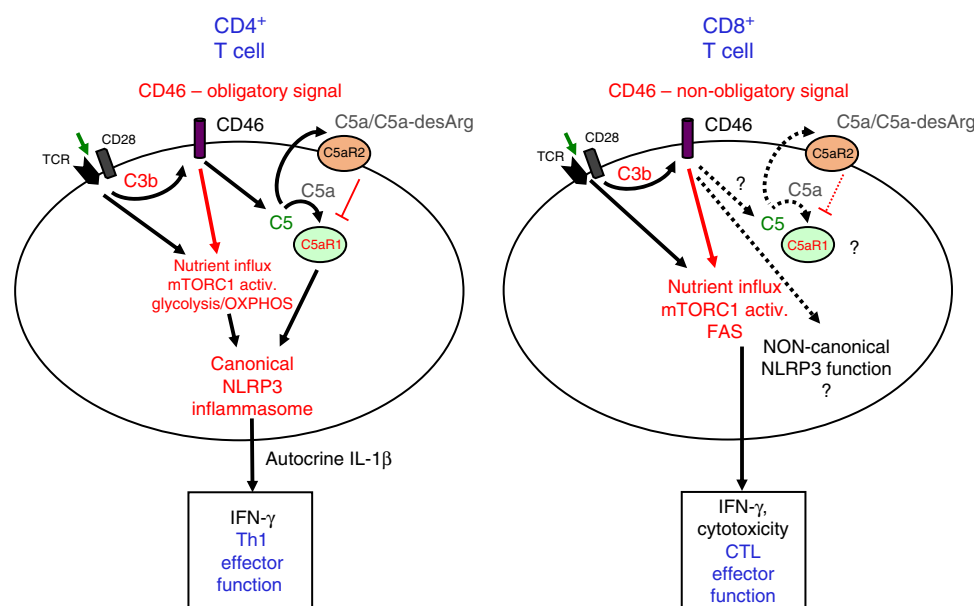 CD4+
T cell
CD46 – obligatory signal
CD46
C5a/C5a-desArg
CD28
TCR
C5aR2
C3b
C5a
C5
C5aR1
Nutrient influx
mTORC1 activ.
glycolysis/OXPHOS
Canonical
NLRP3
inflammasome
Autocrine IL-1β
IFN-γ
Th1
effector
function
CD8+
T cell
CD46 – non-obligatory signal
CD46
C5a/C5a-desArg
CD28
TCR
C5aR2
C3b
?
C5a
C5
C5aR1
?
Nutrient influx
mTORC1 activ.
FAS
NON-canonical
NLRP3 function
?
IFN-γ,
cytotoxicity
CTL
effector
function